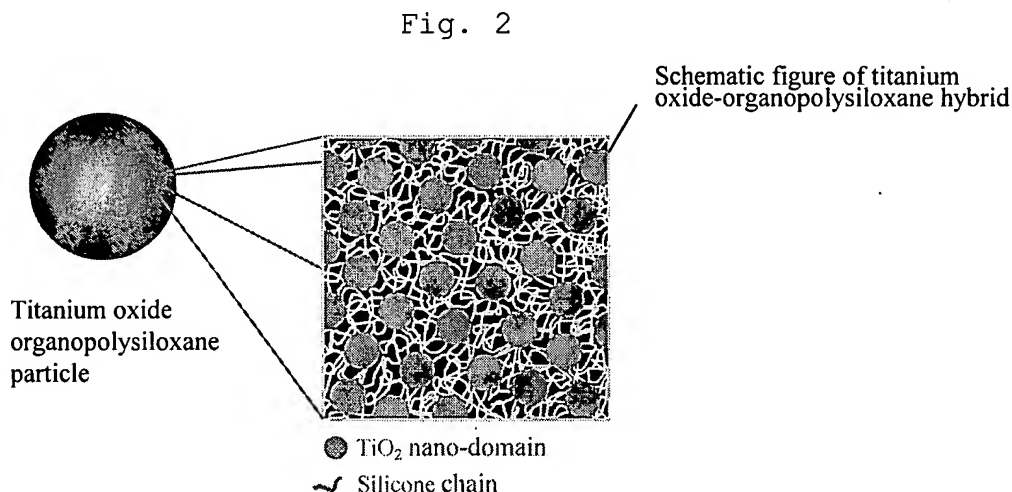 Fig. 2
Schematic figure of titanium
oxide-organopolysiloxane hybrid
Titanium oxide
organopolysiloxane
particle
TiO₂ nano-domain
Silicone chain